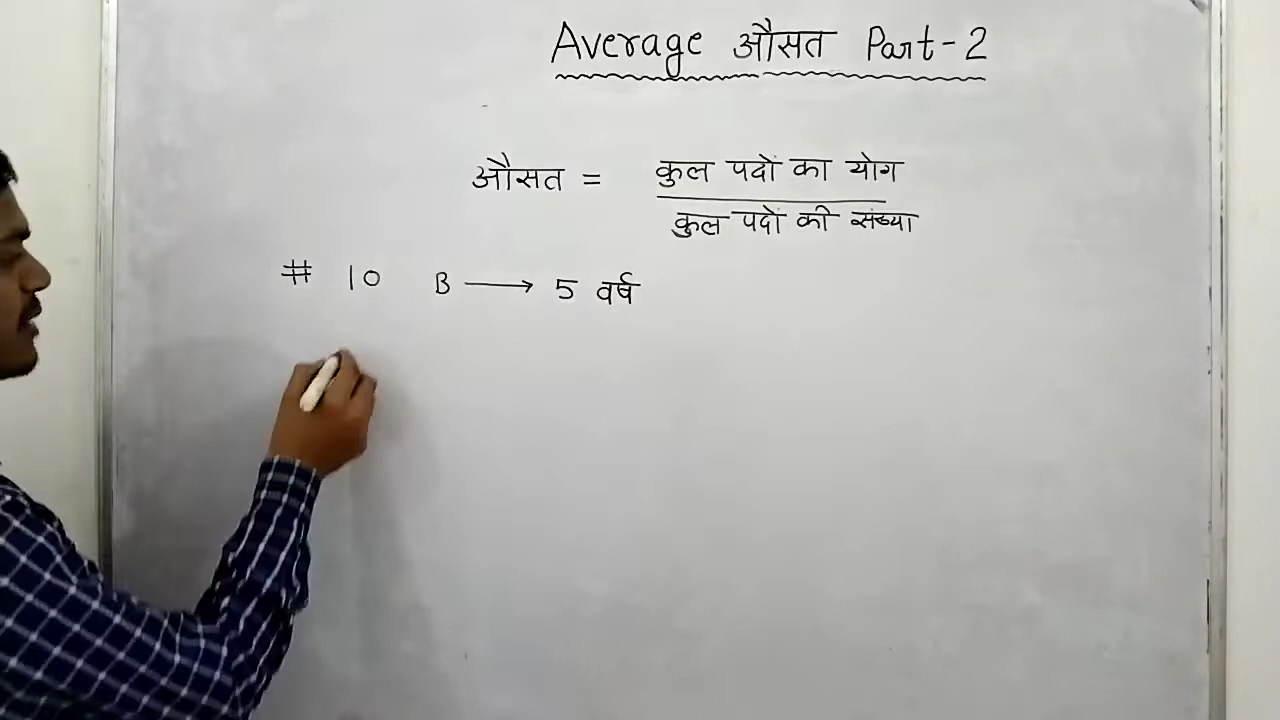 Average औसत Part-2
औसत = कुल पदों का योग
कुल पदों की संख्या
# 10 B → 5 वर्ष